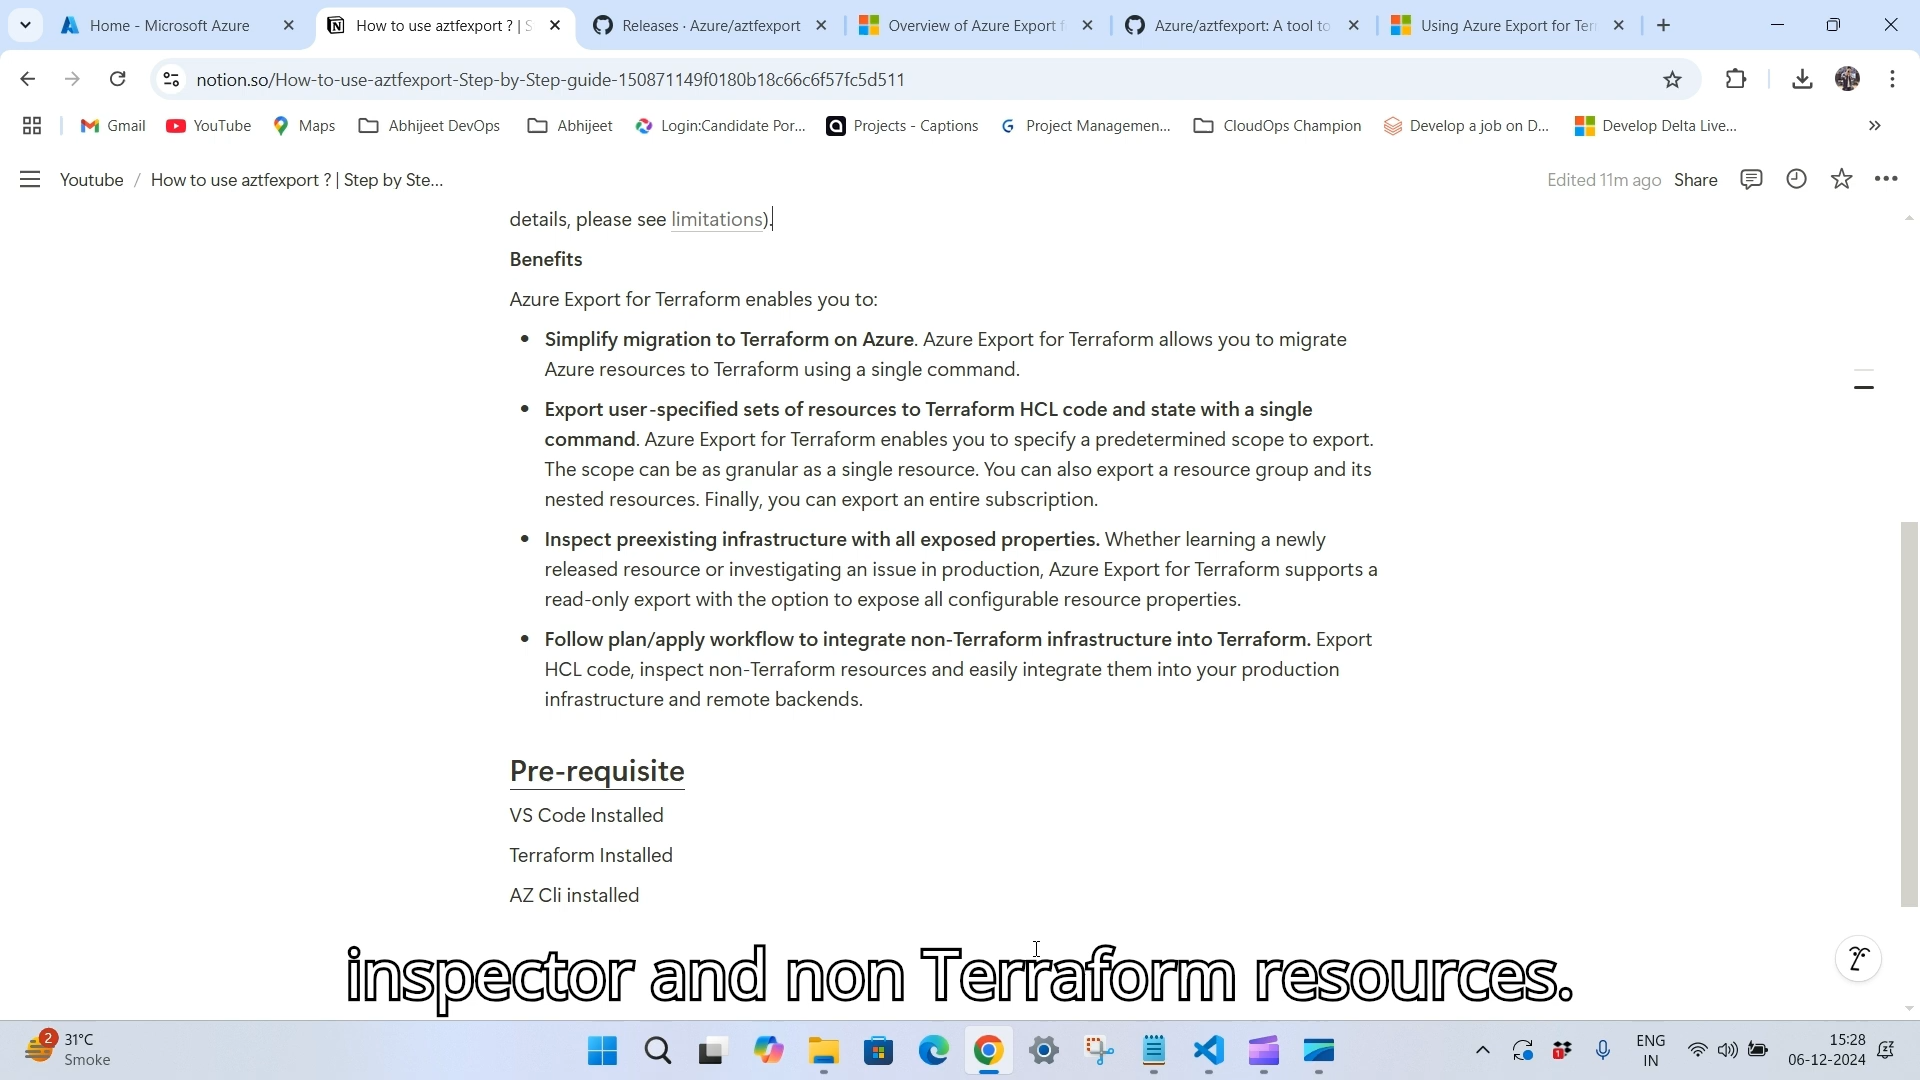 Home - Microsoft Azure
How to use aztfexport ? | S
Releases · Azure/aztfexport
Overview of Azure Export f
Azure/aztfexport: A tool to
Using Azure Export for Ter
notion.so/How-to-use-aztfexport-Step-by-Step-guide-150871149f0180b18c66c6f57fc5d511
Gmail
YouTube
Maps
Abhijeet DevOps
Abhijeet
Login:Candidate Por...
Projects - Captions
Project Managemen...
CloudOps Champion
Develop a job on D...
Develop Delta Live...
Youtube / How to use aztfexport ? | Step by Ste...
Edited 11m ago Share
details, please see limitations).
Benefits
Azure Export for Terraform enables you to:
• Simplify migration to Terraform on Azure. Azure Export for Terraform allows you to migrate
Azure resources to Terraform using a single command.
• Export user-specified sets of resources to Terraform HCL code and state with a single
command. Azure Export for Terraform enables you to specify a predetermined scope to export.
The scope can be as granular as a single resource. You can also export a resource group and its
nested resources. Finally, you can export an entire subscription.
• Inspect preexisting infrastructure with all exposed properties. Whether learning a newly
released resource or investigating an issue in production, Azure Export for Terraform supports a
read-only export with the option to expose all configurable resource properties.
• Follow plan/apply workflow to integrate non-Terraform infrastructure into Terraform. Export
HCL code, inspect non-Terraform resources and easily integrate them into your production
infrastructure and remote backends.
Pre-requisite
VS Code Installed
Terraform Installed
AZ Cli installed
inspector and non Terraform resources.
2
31°C
Smoke
1
ENG
IN
15:28
06-12-2024